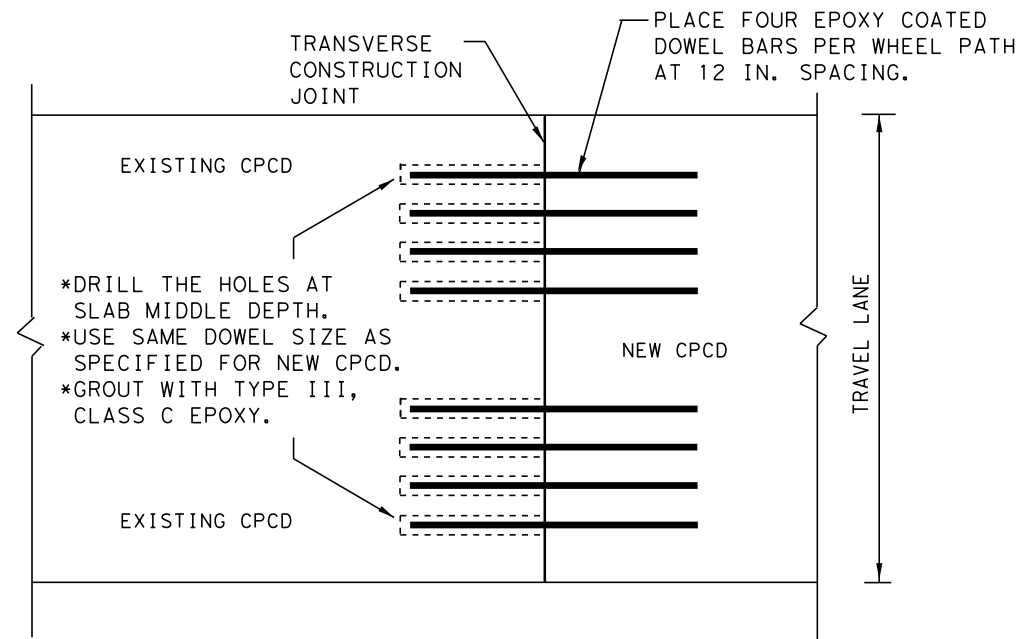 PLACE FOUR EPOXY COATED
DOWEL BARS PER WHEEL PATH
AT 12 IN. SPACING.
TRANSVERSE
CONSTRUCTION
JOINT
EXISTING CPCD
*DRILL THE HOLES AT
SLAB MIDDLE DEPTH.
*USE SAME DOWEL SIZE AS
SPECIFIED FOR NEW CPCD.
*GROUT WITH TYPE III,
CLASS C EPOXY.
NEW CPCD
TRAVEL LANE
EXISTING CPCD